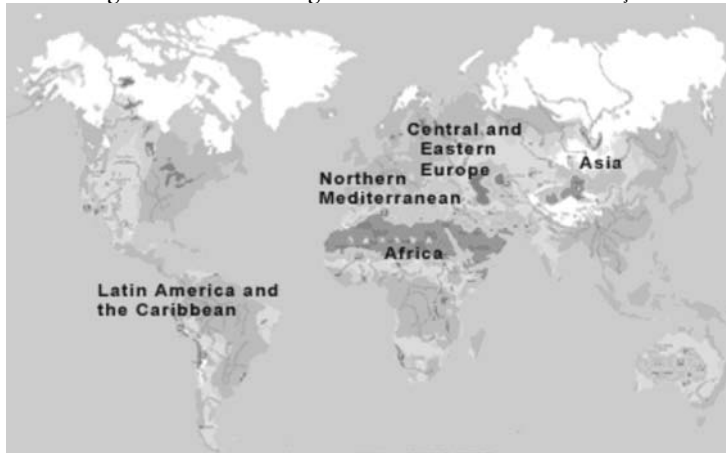 Central and
Eastern
Europe
Asia
Northern
Mediterranean
Africa
Latin America and
the Caribbean